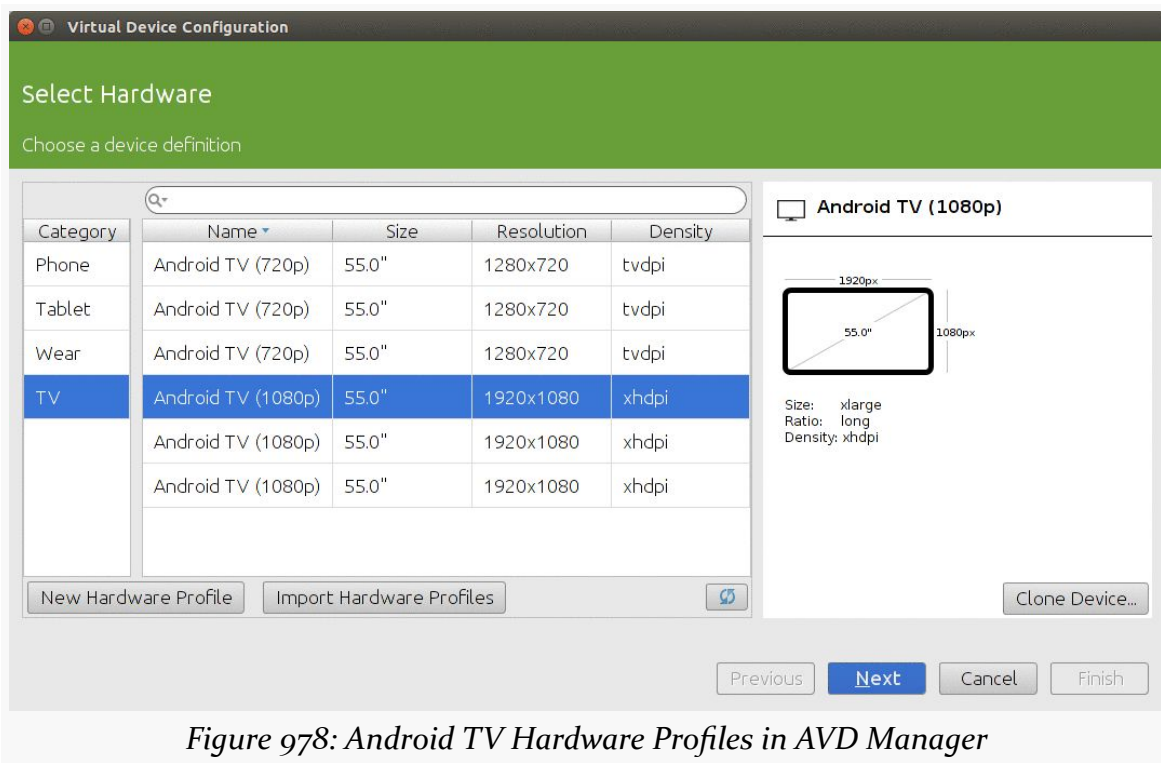 Virtual Device Configuration
Select Hardware
Choose a device definition
Category
Phone
Tablet
Wear
TV
Name Size Resolution Density
Android TV (720p) 55.0" 1280x720 tvdpi
Android TV (720p) 55.0" 1280x720 tvdpi
Android TV (720p) 55.0" 1280x720 tvdpi
Android TV (1080p) 55.0" 1920x1080 xhdpi
Android TV (1080p) 55.0" 1920x1080 xhdpi
Android TV (1080p) 55.0" 1920x1080 xhdpi
New Hardware Profile Import Hardware Profiles
Android TV (1080p)
1920px
55.0" 1080px
Size: xlarge
Ratio: long
Density: xhdpi
Clone Device...
Previous Next Cancel Finish
Figure 978: Android TV Hardware Profiles in AVD Manager